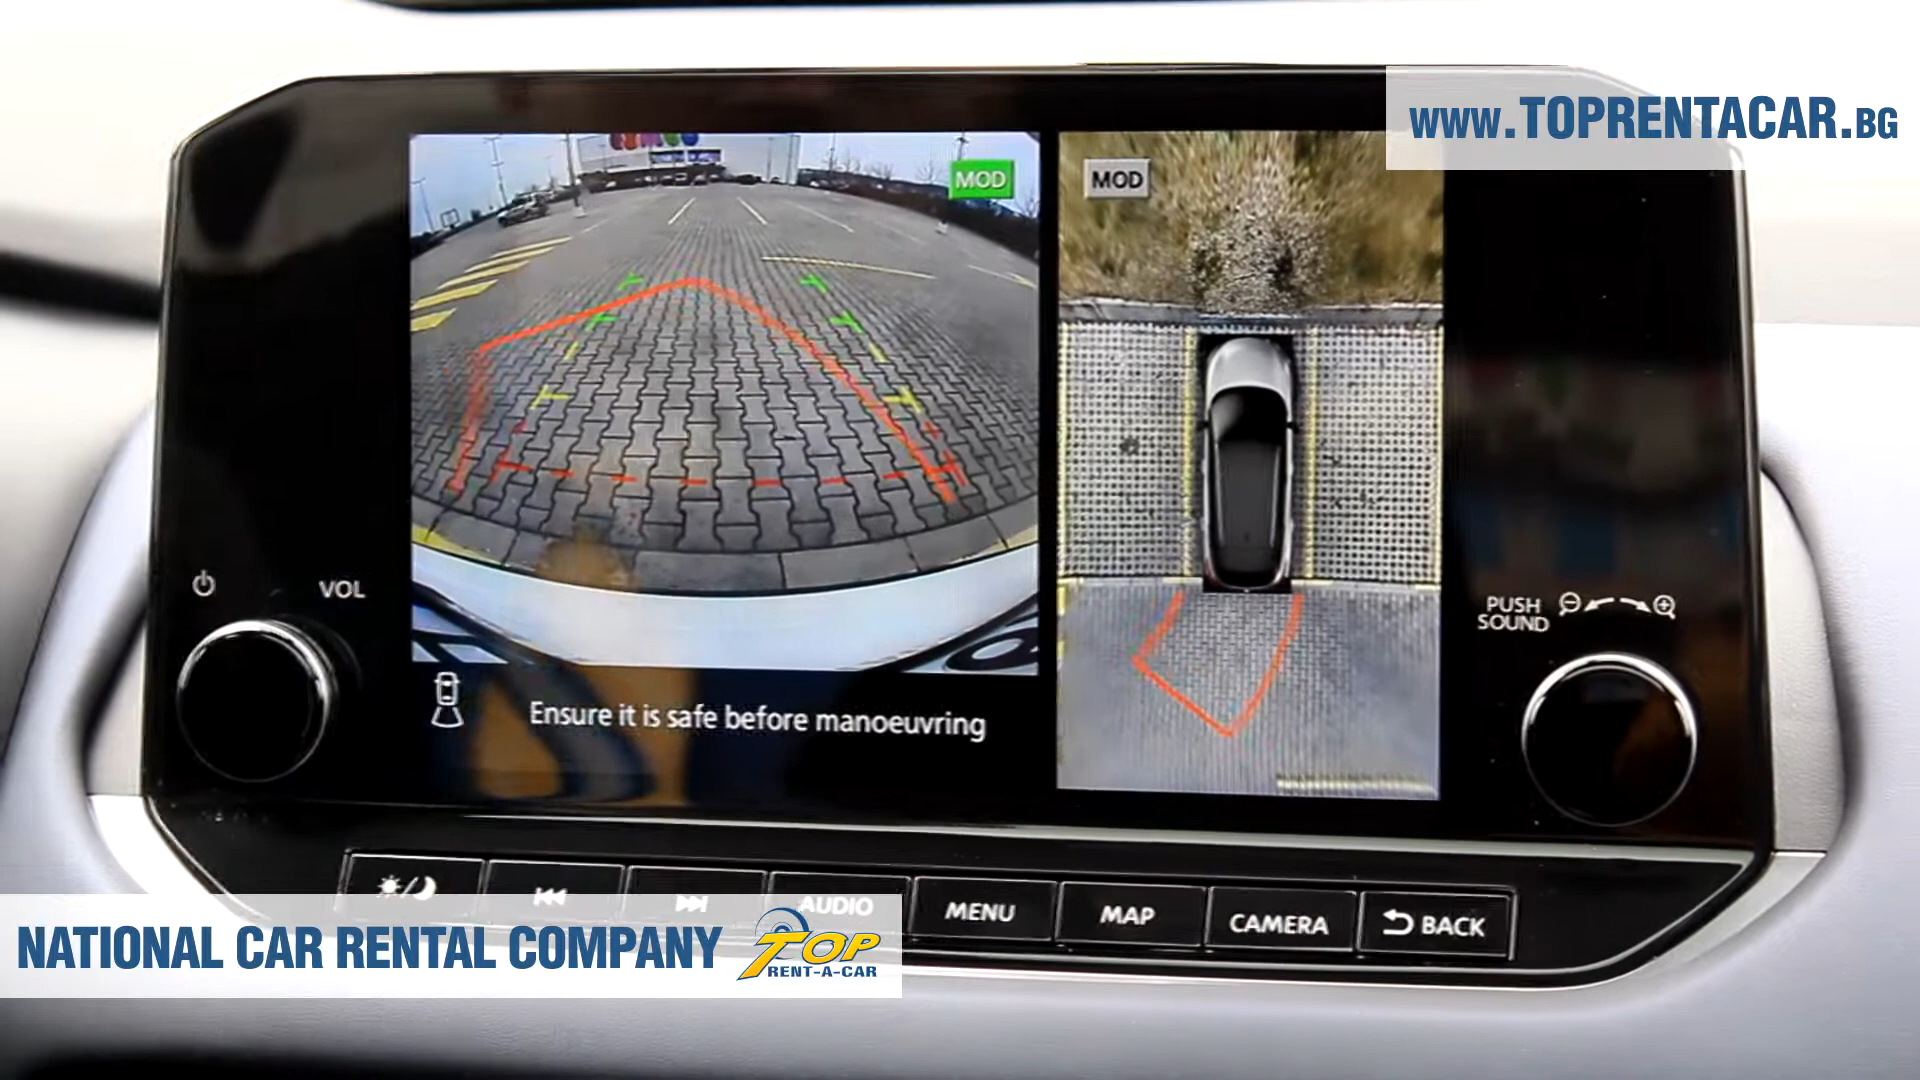 www.TOPRENTACAR.BG
MOD
MOD
VOL
PUSH
SOUND
Ensure it is safe before manoeuvring
AUDIO
MENU
MAP
CAMERA
BACK
NATIONAL CAR RENTAL COMPANY
TOP
RENT-A-CAR